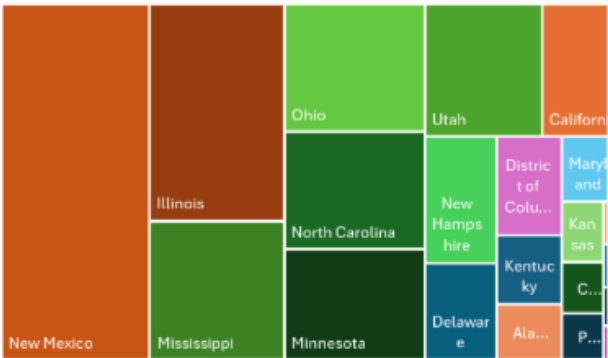 New Mexico
Illinois
Mississippi
Ohio
North Carolina
Minnesota
Utah
Californ
New
Hamps
hire
Delawar
e
Distric
t of
Colu...
Kentuc
ky
Ala...
Maryl
and
Kan
sas
C...
P...